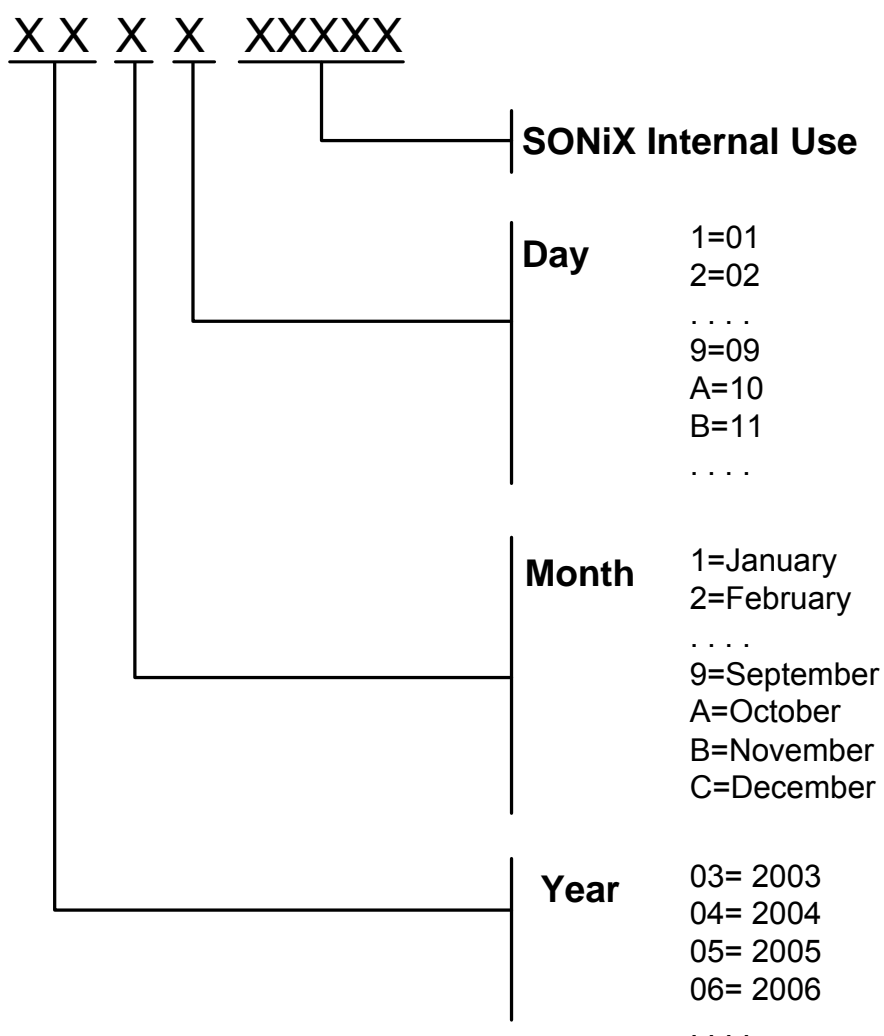 X X X X XXXXX
SONiX Internal Use
Day
1=01
2=02
. . . .
9=09
A=10
B=11
. . . .
Month
1=January
2=February
. . . .
9=September
A=October
B=November
C=December
Year
03= 2003
04= 2004
05= 2005
06= 2006
. . . .